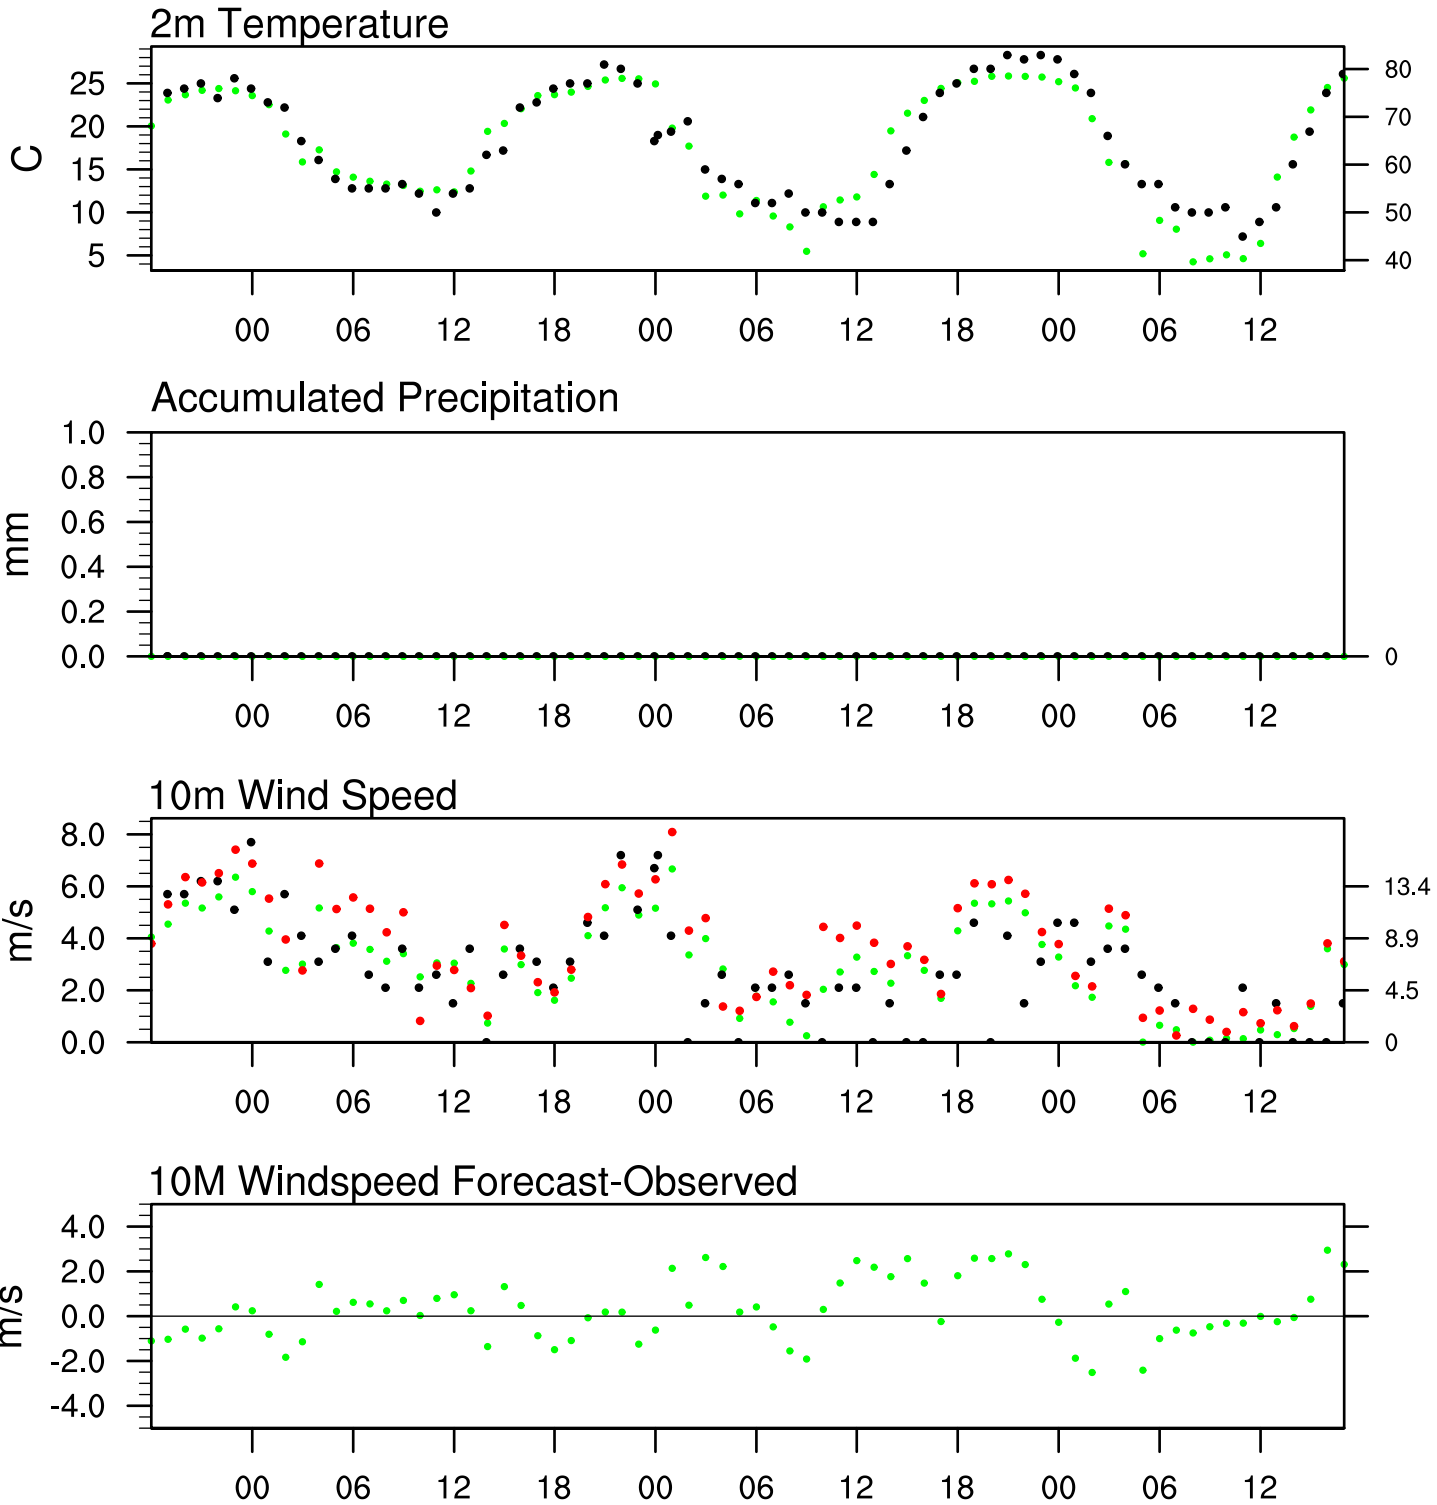 2m Temperature
25 80
20 70
C
15 60
10 50
5 40
00 06 12 18 00 06 12 18 00 06 12
Accumulated Precipitation
1.0
0.8
0.6
mm
0.4
0.2
0.0 0
00 06 12 18 00 06 12 18 00 06 12
10m Wind Speed
8.0
6.0 13.4
m/s
4.0 8.9
2.0 4.5
0.0 0
00 06 12 18 00 06 12 18 00 06 12
10M Windspeed Forecast-Observed
4.0
2.0
0.0
m/s
-2.0
-4.0
00 06 12 18 00 06 12 18 00 06 12